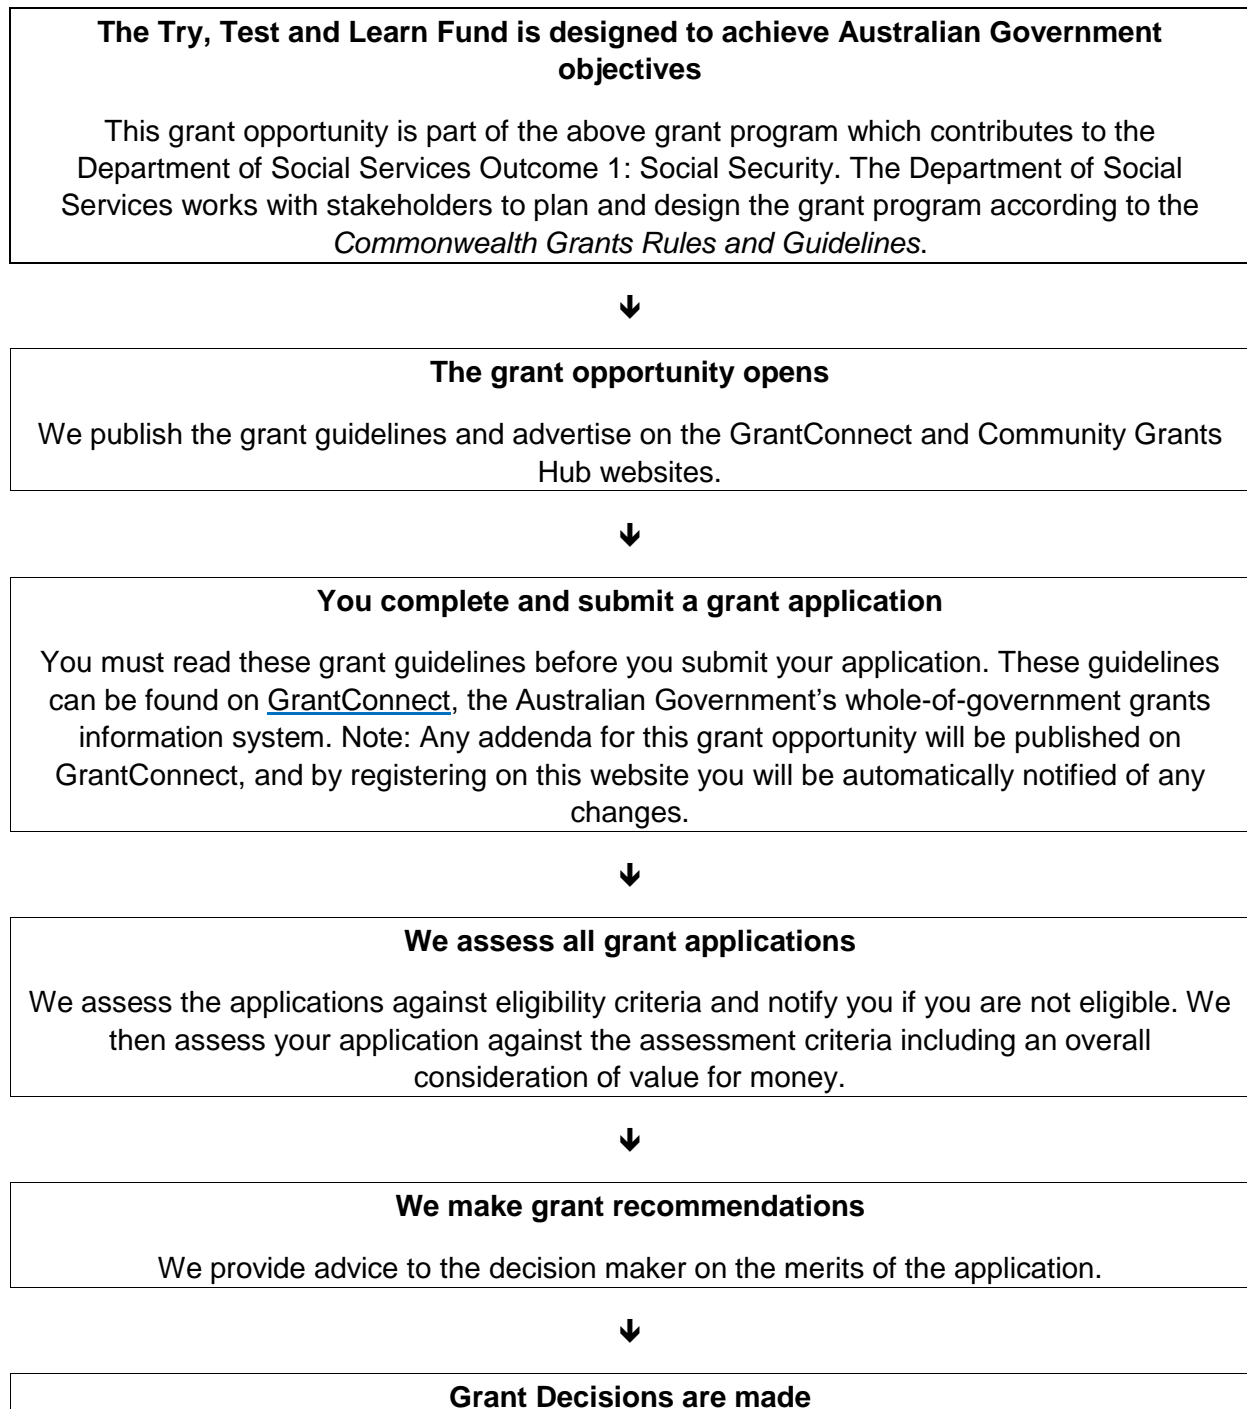 The Try, Test and Learn Fund is designed to achieve Australian Government
objectives
This grant opportunity is part of the above grant program which contributes to the
Department of Social Services Outcome 1: Social Security. The Department of Social
Services works with stakeholders to plan and design the grant program according to the
Commonwealth Grants Rules and Guidelines.
The grant opportunity opens
We publish the grant guidelines and advertise on the GrantConnect and Community Grants
Hub websites.
You complete and submit a grant application
You must read these grant guidelines before you submit your application. These guidelines
can be found on GrantConnect, the Australian Government’s whole-of-government grants
information system. Note: Any addenda for this grant opportunity will be published on
GrantConnect, and by registering on this website you will be automatically notified of any
changes.
We assess all grant applications
We assess the applications against eligibility criteria and notify you if you are not eligible. We
then assess your application against the assessment criteria including an overall
consideration of value for money.
We make grant recommendations
We provide advice to the decision maker on the merits of the application.
Grant Decisions are made